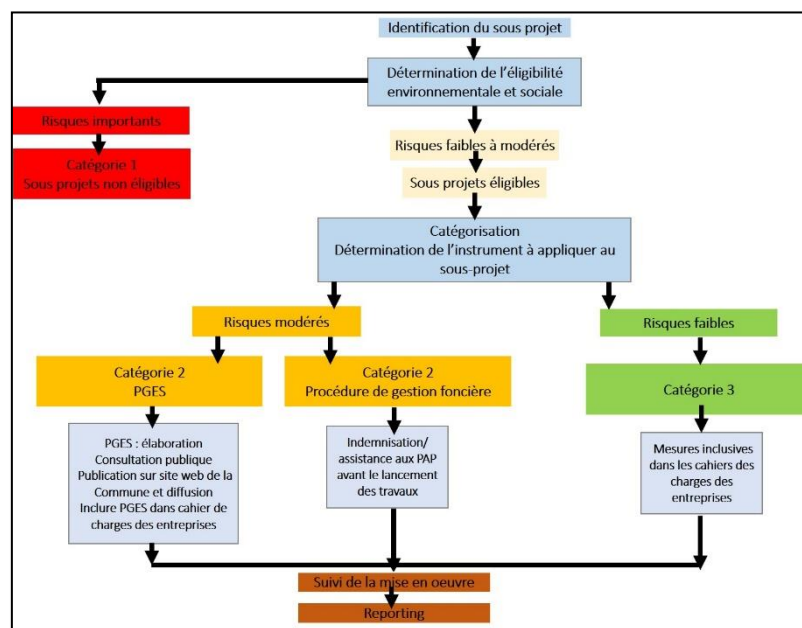 Identification du sous projet
Détermination de l'éligibilité
environnementale et sociale
Risques importants
Catégorie 1
Sous projets non éligibles
Risques faibles à modérés
Sous projets éligibles
Catégorisation
Détermination de l'instrument à appliquer au
sous-projet
Risques modérés
Risques faibles
Catégorie 2
PGES
Catégorie 2
Procédure de gestion foncière
Catégorie 3
PGES : élaboration
Consultation publique
Publication sur site web de la
Commune et diffusion
Inclure PGES dans cahier de
charges des entreprises
Indemnisation/
assistance aux PAP
avant le lancement
des travaux
Mesures inclusives
dans les cahiers des
charges des
entreprises
Suivi de la mise en oeuvre
Reporting